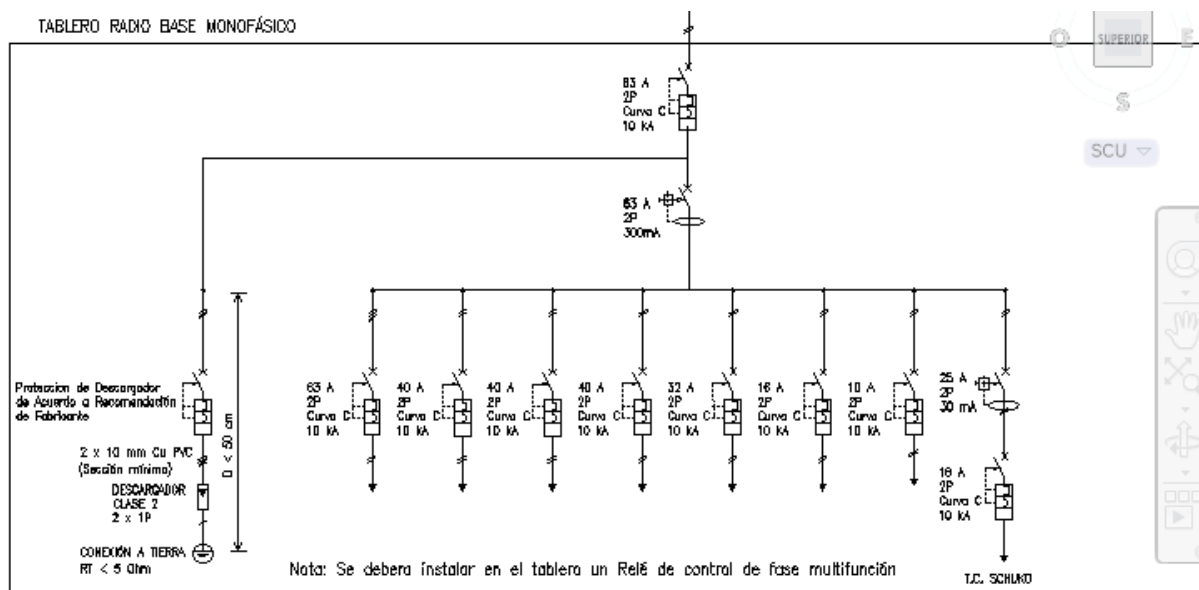 TABLERO RADIO BASE MONOFÁSICO
O
SUPERIOR
E
S
SCU
63 A
2P
Curva C
10 kA
63 A
2P
300mA
Proteccion de Descargador
de Acuerdo a Recomendación
de Fabricante
2 x 10 mm Cu PVC
(Sección mínima)
DESCARGADOR
CLASE 2
2 x 1P
CONEXIÓN A TIERRA
RT < 5 Ohm
D < 50 cm
63 A
2P
Curva C
10 kA
40 A
2P
Curva C
10 kA
40 A
2P
Curva C
10 kA
40 A
2P
Curva C
10 kA
32 A
2P
Curva C
10 kA
16 A
2P
Curva C
10 kA
10 A
2P
Curva C
10 kA
25 A
2P
30 mA
16 A
2P
Curva C
10 kA
T.C. SCHUKO
Nota: Se debera instalar en el tablero un Relé de control de fase multifunción